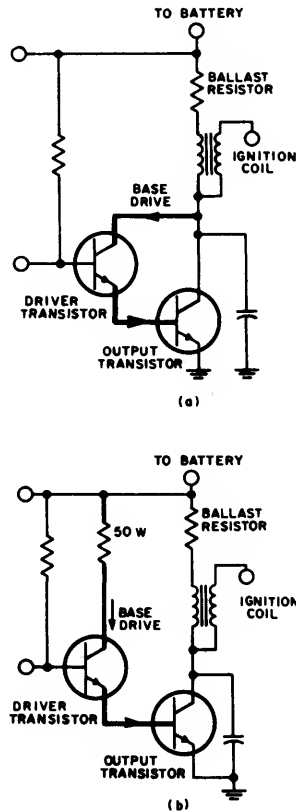 TO BATTERY
BALLAST
RESISTOR
IGNITION
COIL
BASE
DRIVE
DRIVER
TRANSISTOR
OUTPUT
TRANSISTOR
(a)
TO BATTERY
BALLAST
RESISTOR
50 W
IGNITION
COIL
BASE
DRIVE
DRIVER
TRANSISTOR
OUTPUT
TRANSISTOR
(b)